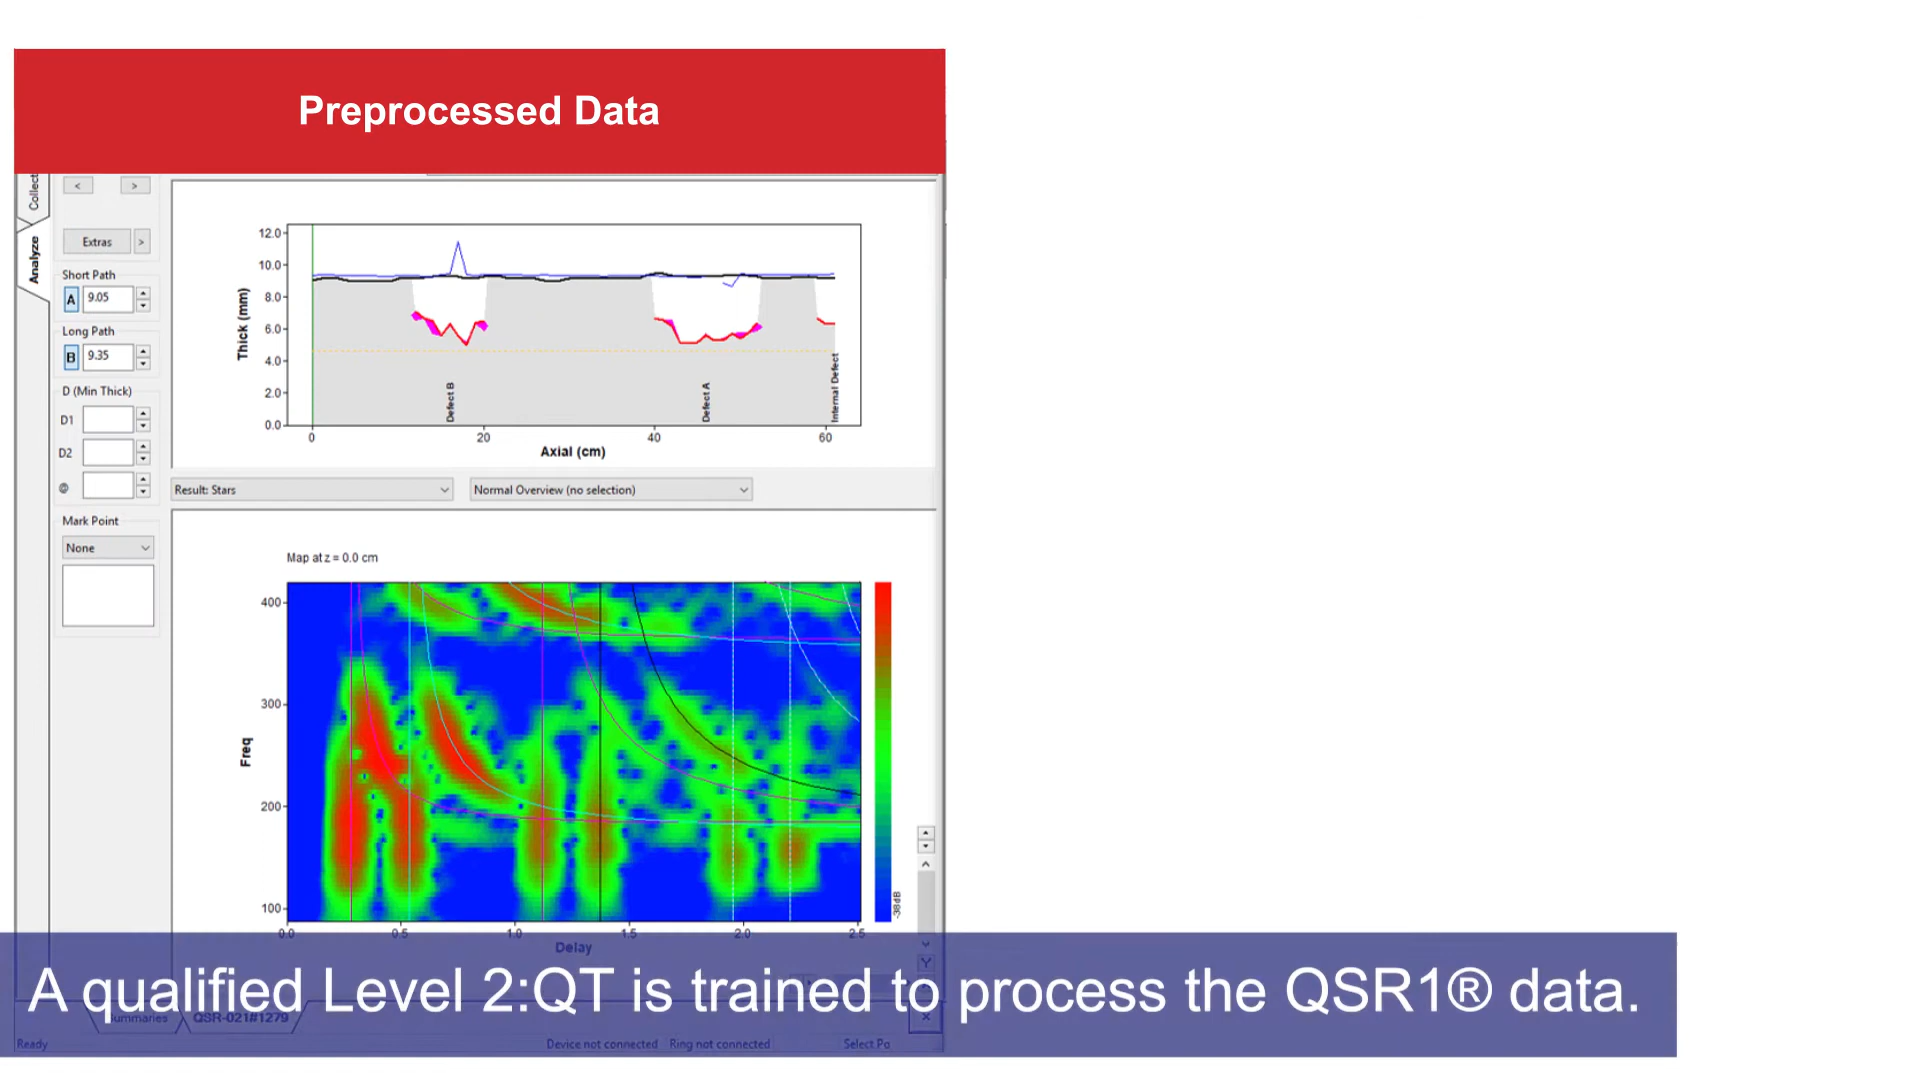 Preprocessed Data
Collect
Analyze
<
>
Extras
>
Short Path
A
9.05
Long Path
B
9.35
D (Min Thick)
D1
D2
@
Mark Point
None
12.0
10.0
8.0
6.0
4.0
2.0
0.0
Thick (mm)
Defect B
Defect A
Internal Defect
0
20
40
60
Axial (cm)
Result: Stars
Normal Overview (no selection)
Map at z = 0.0 cm
400
300
200
100
Freq
-38dB
0.0
0.5
1.0
1.5
2.0
2.5
Delay
Y
A qualified Level 2:QT is trained to process the QSR1® data.
Summaries
QSR-021#1279
×
Ready
Device not connected
Ring not connected
Select Po